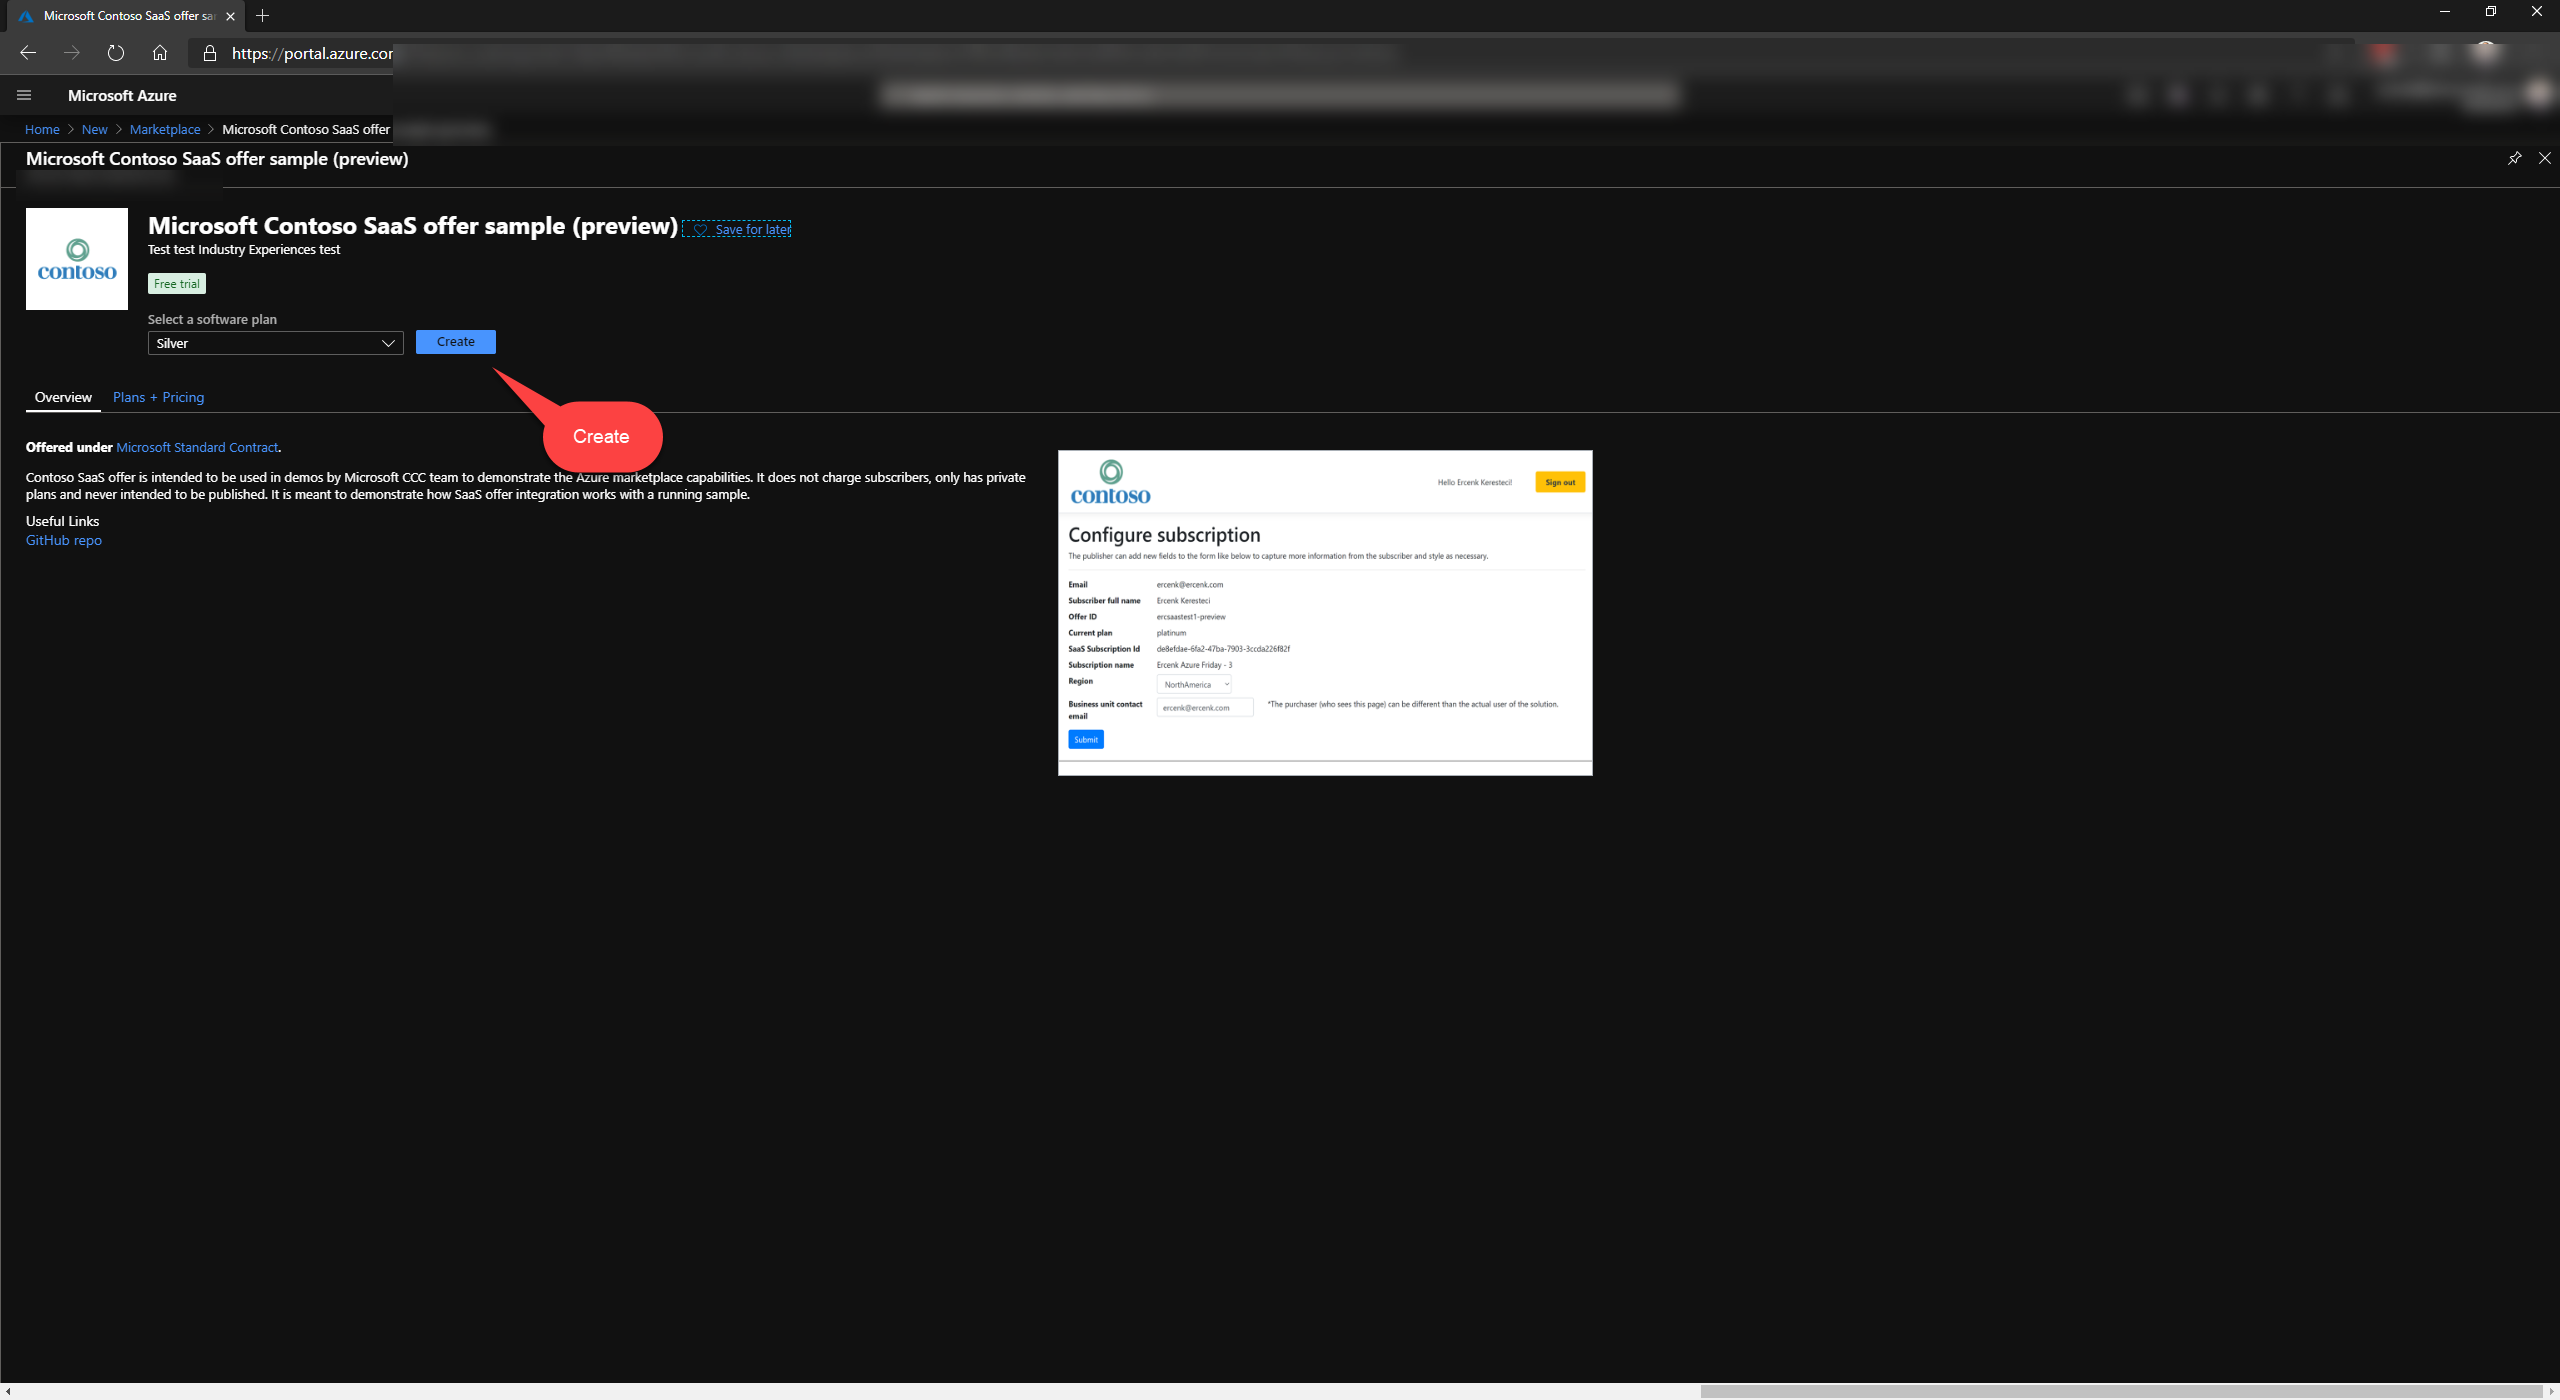 Microsoft Contoso SaaS offer sa
https://portal.azure.cor
Microsoft Azure
Home > New > Marketplace > Microsoft Contoso SaaS offer
Microsoft Contoso SaaS offer sample (preview)
contoso
Microsoft Contoso SaaS offer sample (preview)
Save for later
Test test Industry Experiences test
Free trial
Select a software plan
Silver
Create
Overview
Plans + Pricing
Create
Offered under Microsoft Standard Contract.
Contoso SaaS offer is intended to be used in demos by Microsoft CCC team to demonstrate the Azure marketplace capabilities. It does not charge subscribers, only has private
plans and never intended to be published. It is meant to demonstrate how SaaS offer integration works with a running sample.
Useful Links
GitHub repo
contoso
Hello Ercenk Keresteci!
Sign out
Configure subscription
The publisher can add new fields to the form like below to capture more information from the subscriber and style as necessary.
Email ercenk@ercenk.com
Subscriber full name Ercenk Keresteci
Offer ID ercsaastest1-preview
Current plan platinum
SaaS Subscription Id de8efdae-6fa2-47ba-7903-3ccda226f82f
Subscription name Ercenk Azure Friday - 3
Region NorthAmerica
Business unit contact email ercenk@ercenk.com *The purchaser (who sees this page) can be different than the actual user of the solution.
Submit